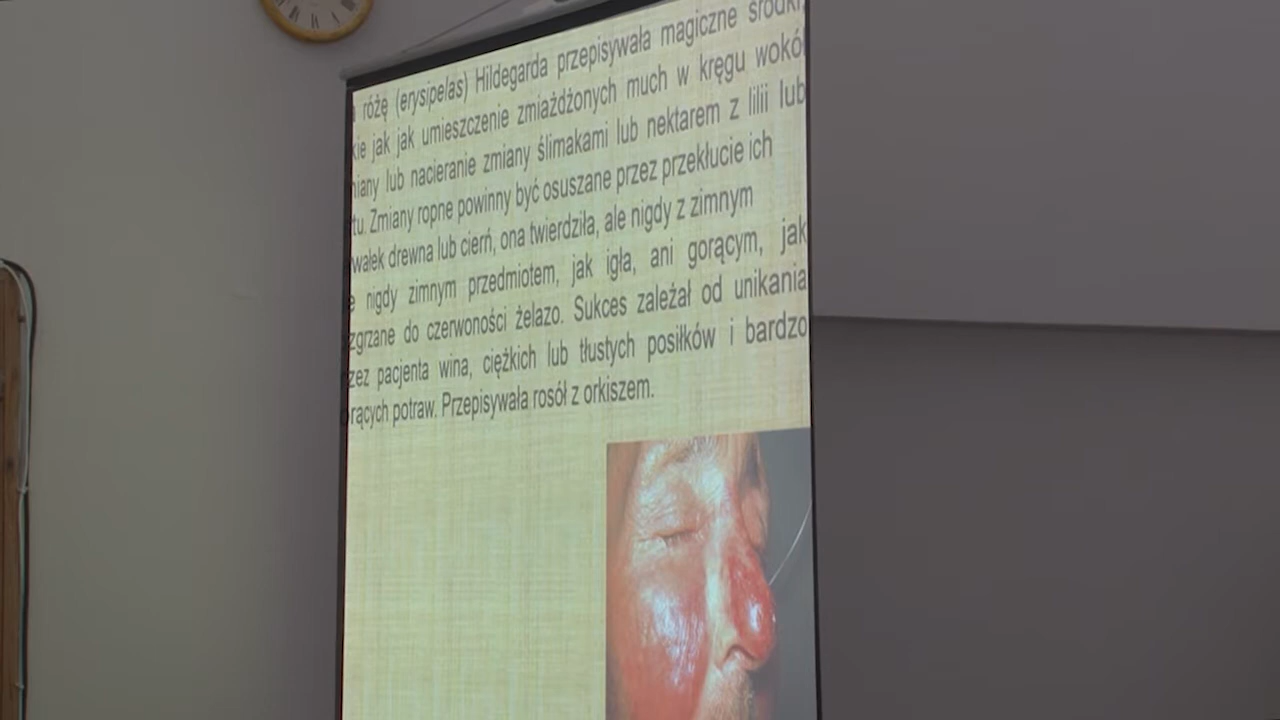 różę (erysipelas) Hildegarda przepisywała magiczne środki,
jak jak umieszczenie zmiażdżonych much w kręgu wokó
miany lub nacieranie zmiany ślimakami lub nektarem z lilii lub
tu. Zmiany ropne powinny być osuszane przez przekłucie ich
wałek drewna lub cierń, ona twierdziła, ale nigdy z zimnym
nigdy zimnym przedmiotem, jak igła, ani gorącym, jak
zgrzane do czerwoności żelazo. Sukces zależał od unikania
zez pacjenta wina, ciężkich lub tłustych posiłków i bardzo
rących potraw. Przepisywała rosół z orkiszem.